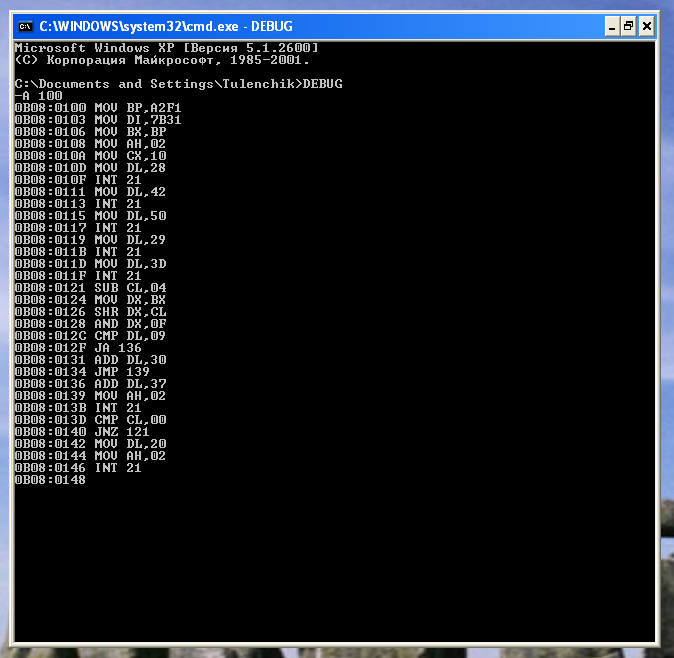 C:\WINDOWS\system32\cmd.exe - DEBUG
Microsoft Windows XP [Версия 5.1.2600]
(C) Корпорация Майкрософт, 1985-2001.
C:\Documents and Settings\Tulenchik>DEBUG
-A 100
0B08:0100 MOV BP,A2F1
0B08:0103 MOV DI,7B31
0B08:0106 MOV BX,BP
0B08:0108 MOV AH,02
0B08:010A MOV CX,10
0B08:010D MOV DL,28
0B08:010F INT 21
0B08:0111 MOV DL,42
0B08:0113 INT 21
0B08:0115 MOV DL,50
0B08:0117 INT 21
0B08:0119 MOV DL,29
0B08:011B INT 21
0B08:011D MOV DL,3D
0B08:011F INT 21
0B08:0121 SUB CL,04
0B08:0124 MOV DX,BX
0B08:0126 SHR DX,CL
0B08:0128 AND DX,0F
0B08:012C CMP DL,09
0B08:012F JA 136
0B08:0131 ADD DL,30
0B08:0134 JMP 139
0B08:0136 ADD DL,37
0B08:0139 MOV AH,02
0B08:013B INT 21
0B08:013D CMP CL,00
0B08:0140 JNZ 121
0B08:0142 MOV DL,20
0B08:0144 MOV AH,02
0B08:0146 INT 21
0B08:0148